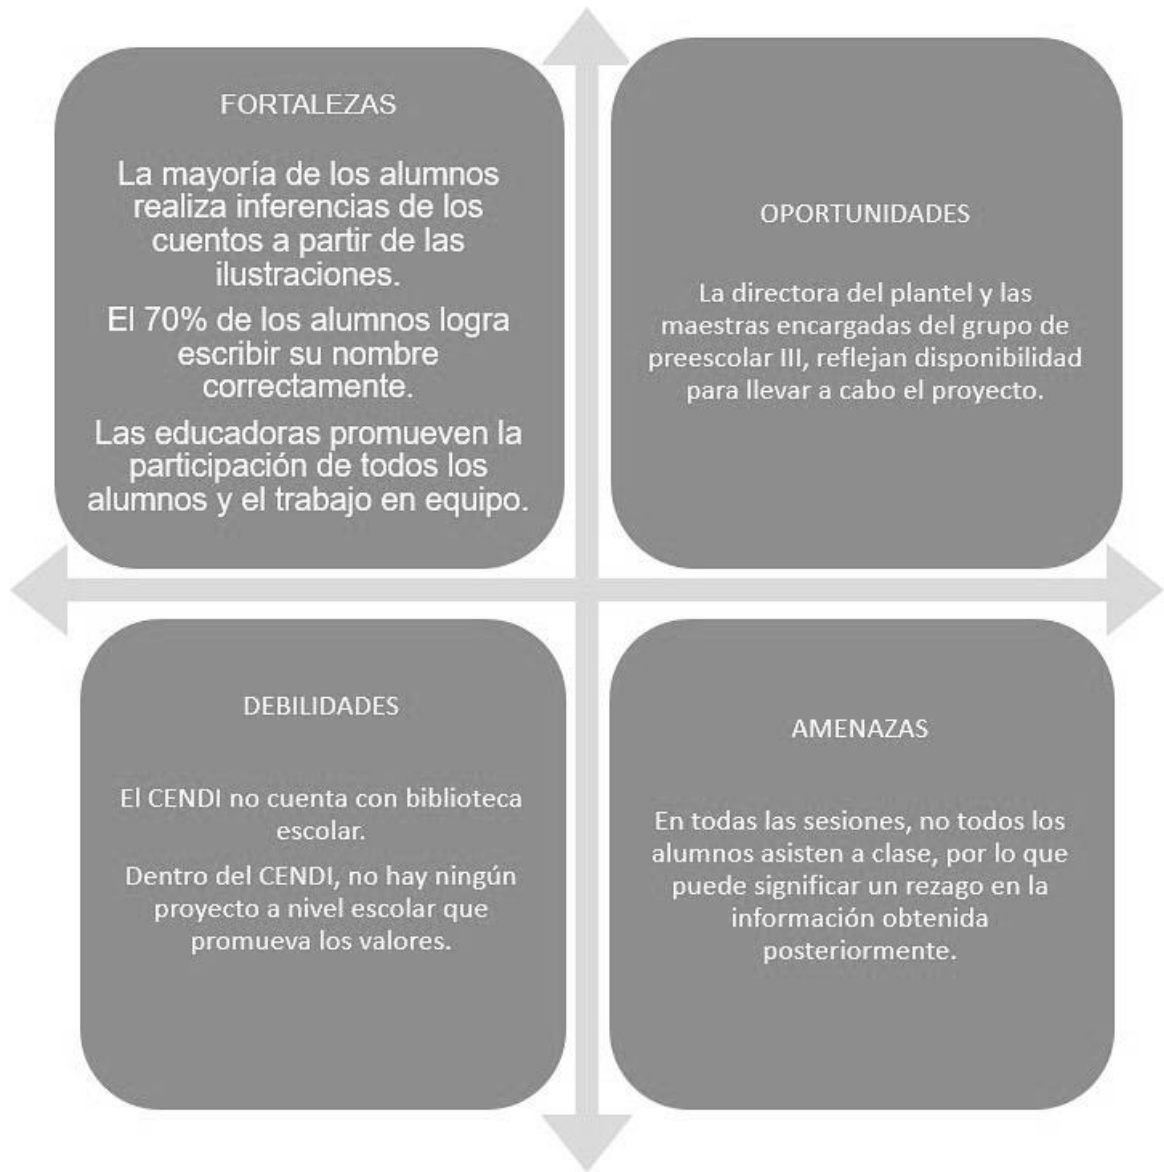 FORTALEZAS
La mayoría de los alumnos
realiza inferencias de los
cuentos a partir de las
ilustraciones.
El 70% de los alumnos logra
escribir su nombre
correctamente.
Las educadoras promueven la
participación de todos los
alumnos y el trabajo en equipo.
OPORTUNIDADES
La directora del plantel y las
maestras encargadas del grupo de
preescolar III, reflejan disponibilidad
para llevar a cabo el proyecto.
DEBILIDADES
El CENDI no cuenta con biblioteca
escolar.
Dentro del CENDI, no hay ningún
proyecto a nivel escolar que
promueva los valores.
AMENAZAS
En todas las sesiones, no todos los
alumnos asisten a clase, por lo que
puede significar un rezago en la
información obtenida
posteriormente.